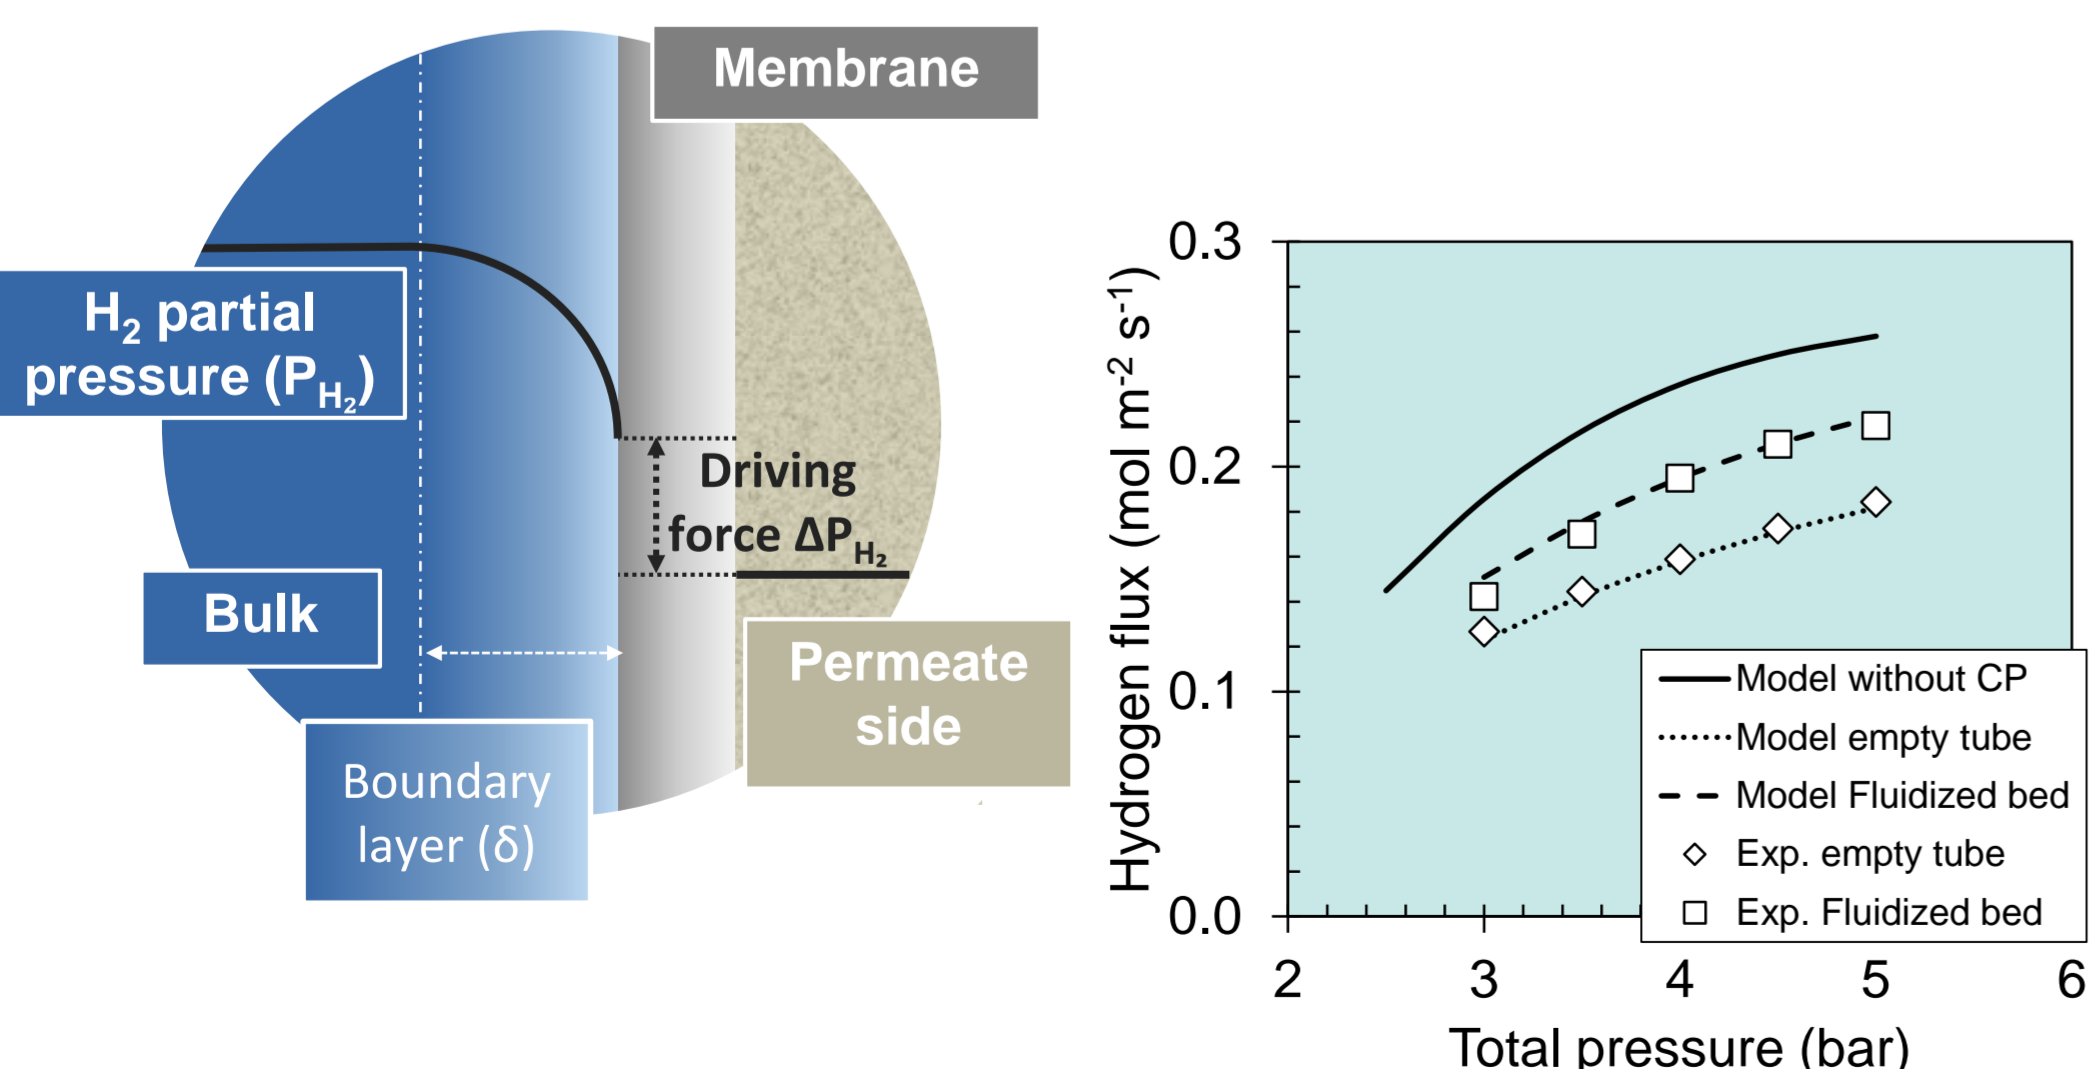 Membrane
H₂ partial
pressure (P_H₂)
Driving
force ΔP_H₂
Bulk
Permeate
side
Boundary
layer (δ)
Hydrogen flux (mol m⁻² s⁻¹)
0.3
0.2
0.1
0.0
2
3
4
5
6
Total pressure (bar)
Model without CP
Model empty tube
Model Fluidized bed
Exp. empty tube
Exp. Fluidized bed